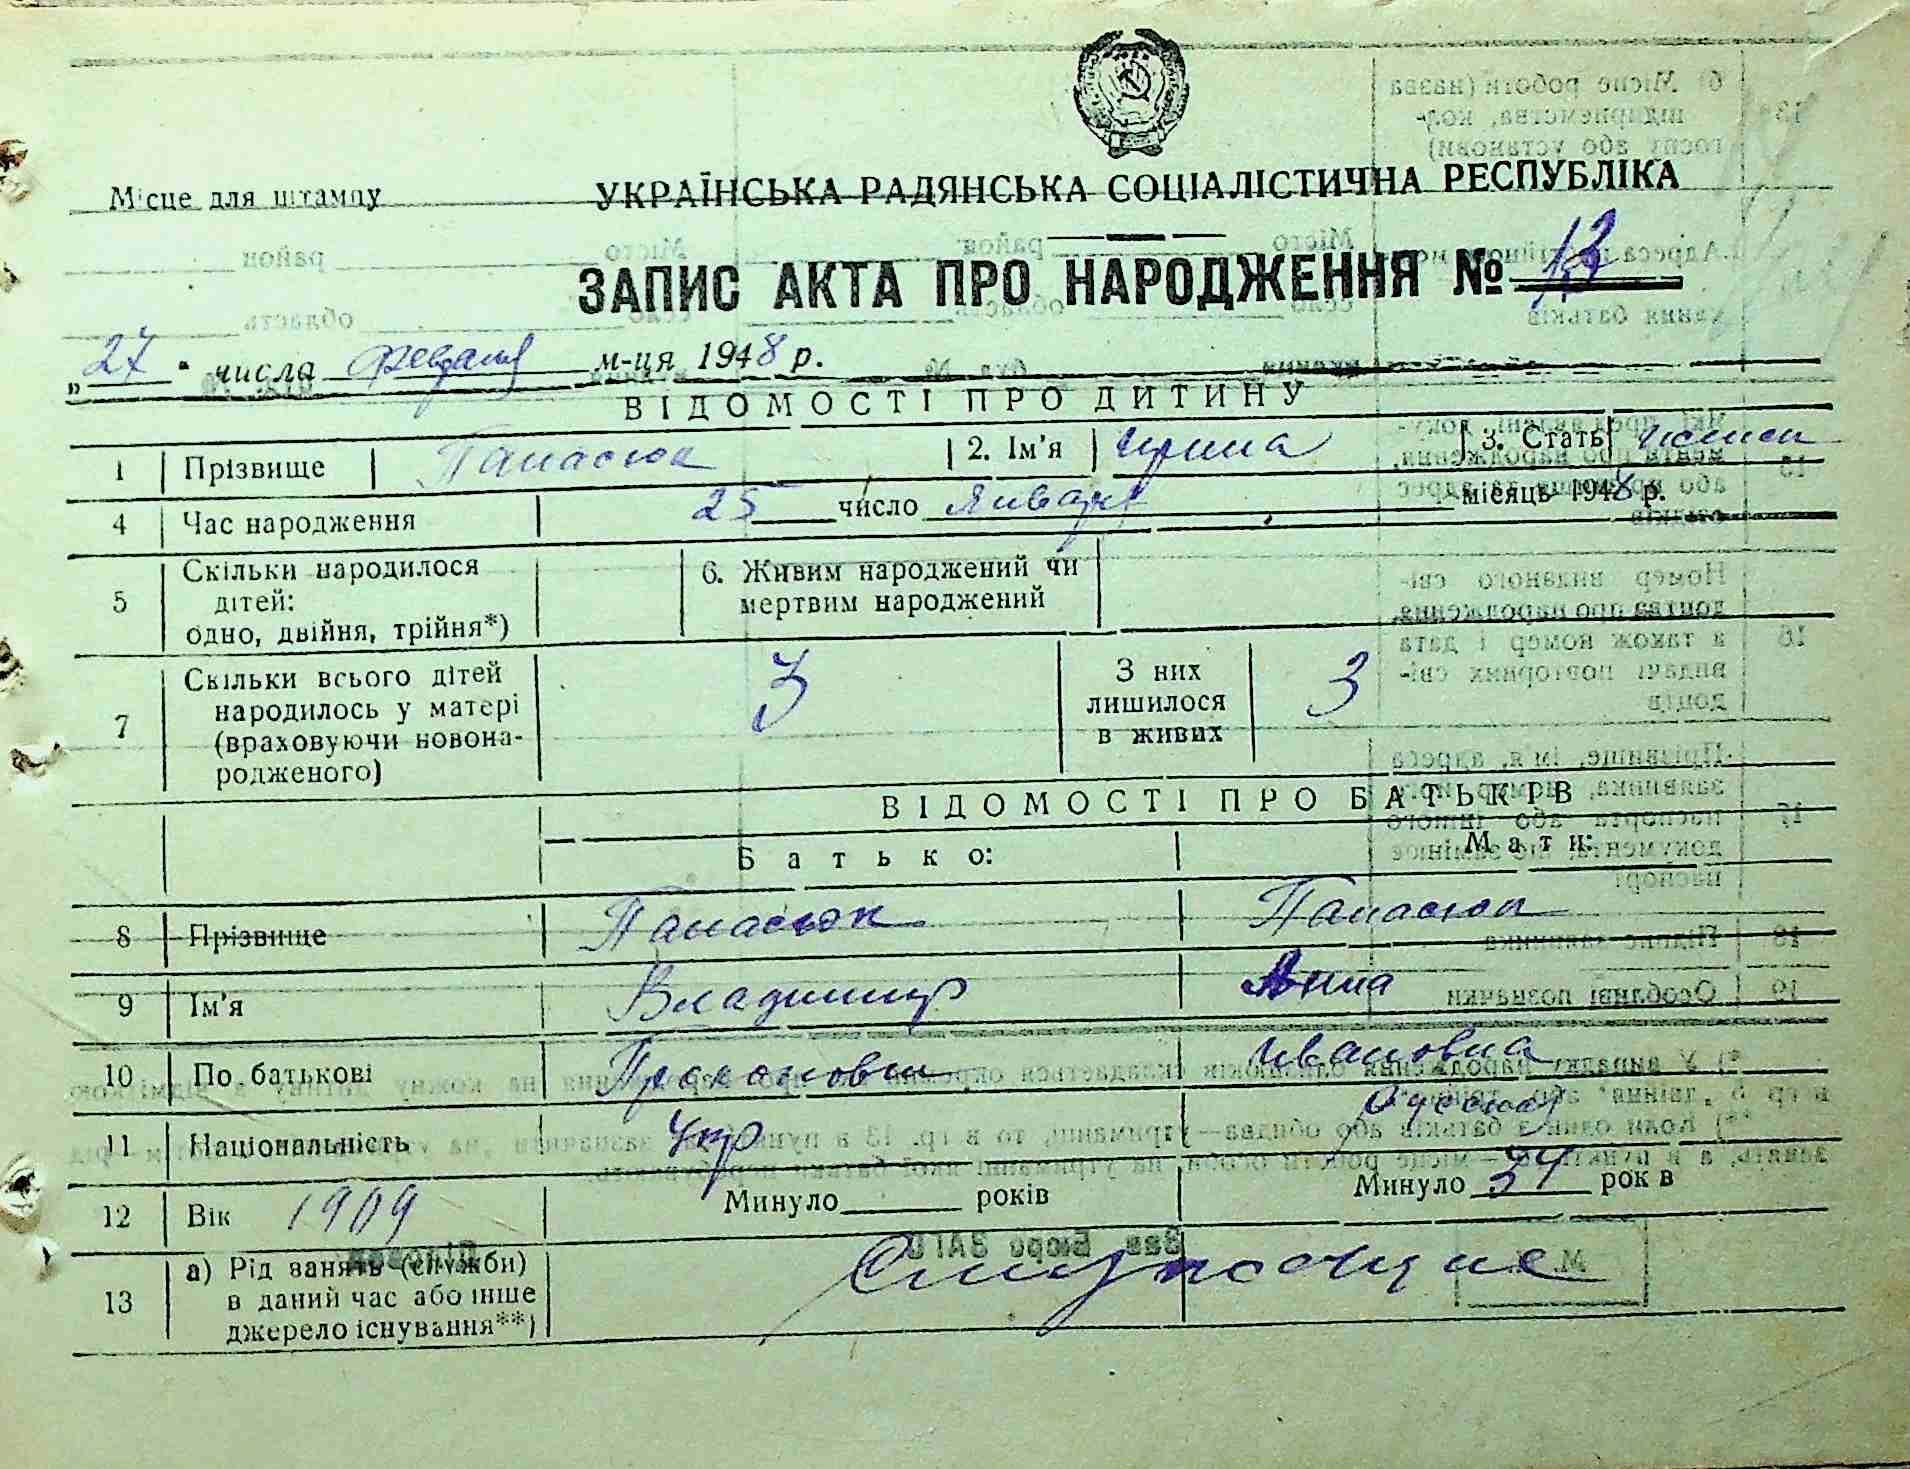 Місце для штампу
УКРАЇНСЬКА РАДЯНСЬКА СОЦІАЛІСТИЧНА РЕСПУБЛІКА
ЗАПИС АКТА ПРО НАРОДЖЕННЯ № 13
„27" числа февраля м-ця 1948 р.
ВІДОМОСТІ ПРО ДИТИНУ
1 Прізвище Панасюк 2. Ім'я Ирина 3. Стать женск
4 Час народження 25 число Января місяць 1948 р.
5 Скільки народилося дітей: одно, двійня, трійня*) 6. Живим народжений чи мертвим народжений
7 Скільки всього дітей народилось у матері (враховуючи новонародженого) 3 З них лишилося в живих 3
ВІДОМОСТІ ПРО БАТЬКІВ
Батько: Мати:
8 Прізвище Панасюк Панасюк
9 Ім'я Владимир Анна
10 По батькові Ивановна
11 Національність Укр Русская
12 Вік 1909 Минуло років Минуло 34 рок в
13 а) Рід занять (служби) в даний час або інше джерело існування**)